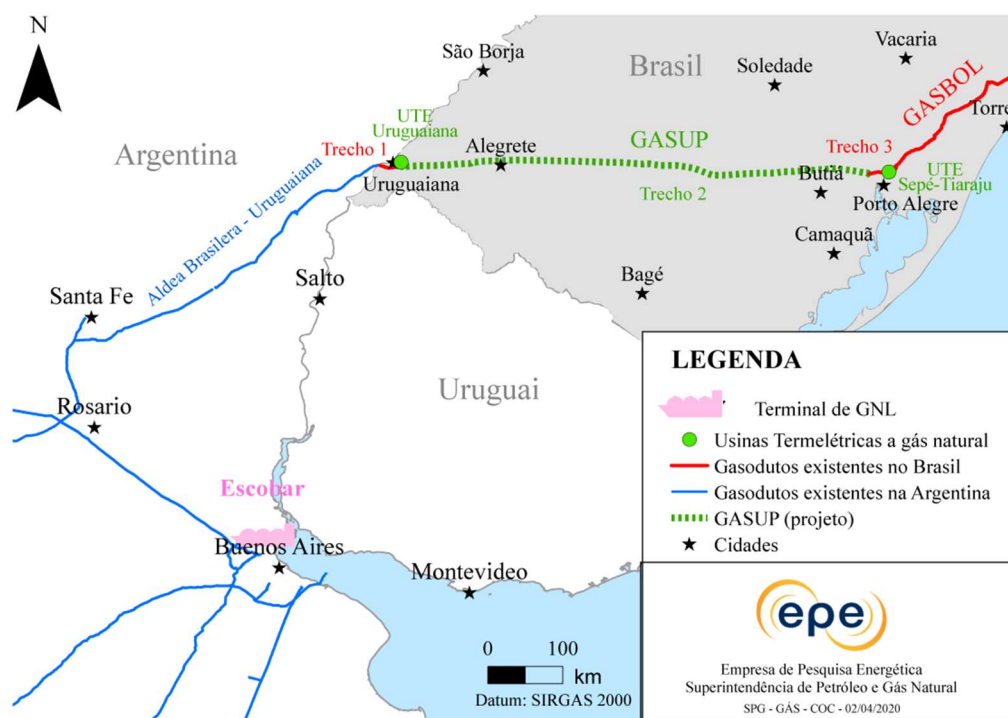 N
São Borja
Vacaria
Soledade
Brasil
GASBOL
Torre
Argentina
UTE
Uruguaiana
Trecho 1
Alegrete
GASUP
Trecho 3
Uruguaiana
Trecho 2
Butiá
UTE
Sepé-Tiaraju
Porto Alegre
Camaquã
Aldea Brasilera - Uruguaiana
Salto
Bagé
Santa Fe
Uruguai
Rosario
Escobar
Buenos Aires
Montevideo
0 100
km
Datum: SIRGAS 2000
LEGENDA
Terminal de GNL
Usinas Termelétricas a gás natural
Gasodutos existentes no Brasil
Gasodutos existentes na Argentina
GASUP (projeto)
Cidades
epe
Empresa de Pesquisa Energética
Superintendência de Petróleo e Gás Natural
SPG - GÁS - COC - 02/04/2020